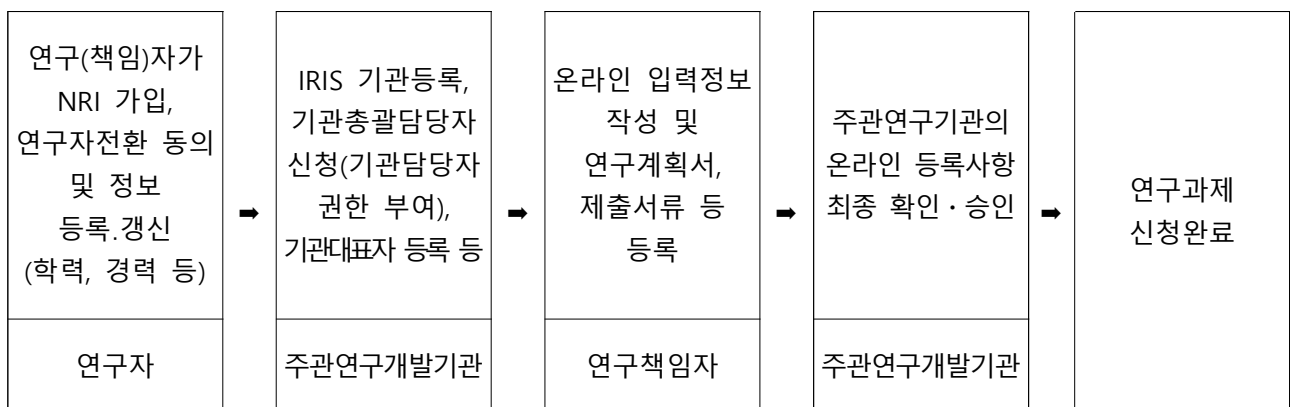 연구(책임)자가
NRI 가입,
연구자전환 동의
및 정보
등록.갱신
(학력, 경력 등)
연구자
➡
IRIS 기관등록,
기관총괄담당자
신청(기관담당자
권한 부여),
기관대표자 등록 등
주관연구개발기관
➡
온라인 입력정보
작성 및
연구계획서,
제출서류 등
등록
연구책임자
➡
주관연구기관의
온라인 등록사항
최종 확인・승인
주관연구개발기관
➡
연구과제
신청완료